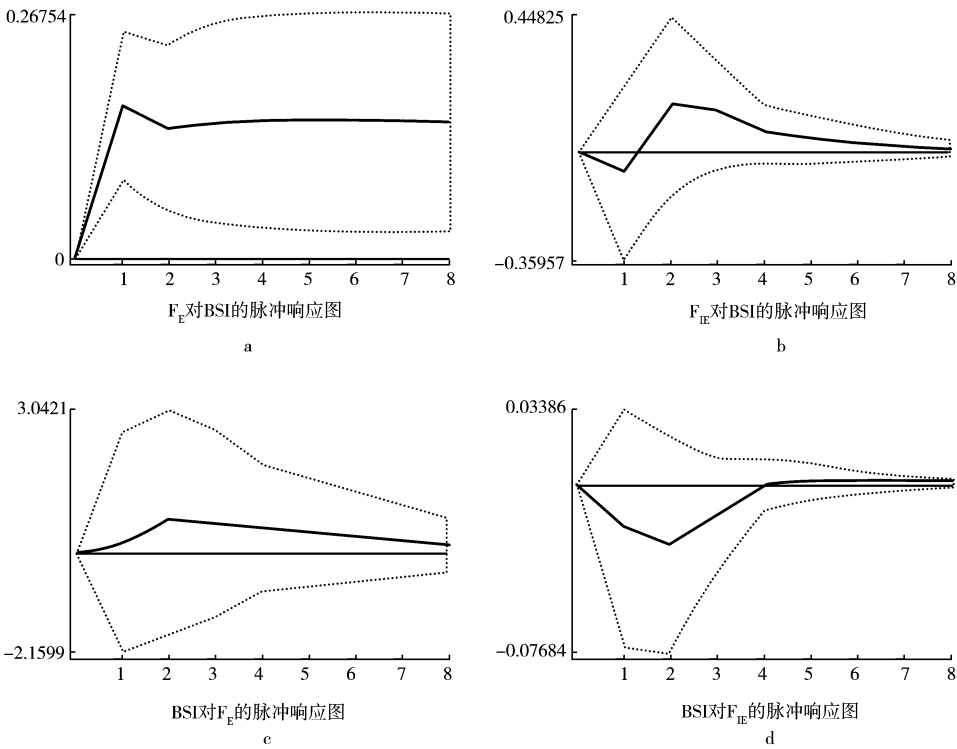 0.26754
0
1 2 3 4 5 6 7 8
F_E对BSI的脉冲响应图
a
0.44825
-0.35957
1 2 3 4 5 6 7 8
F_IE对BSI的脉冲响应图
b
3.0421
-2.1599
1 2 3 4 5 6 7 8
BSI对F_E的脉冲响应图
c
0.03386
-0.07684
1 2 3 4 5 6 7 8
BSI对F_IE的脉冲响应图
d